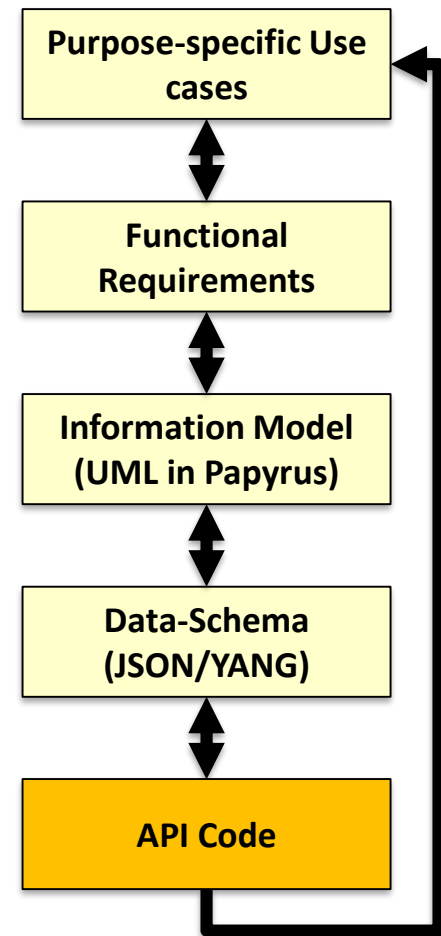 Purpose-specific Use
cases
Functional
Requirements
Information Model
(UML in Papyrus)
Data-Schema
(JSON/YANG)
API Code